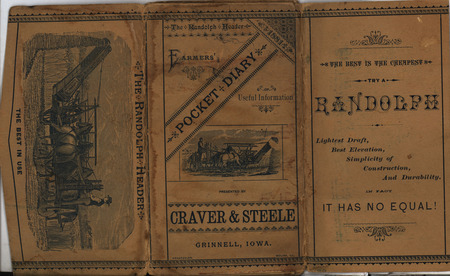 THE BEST IN USE
THE RANDOLPH HEADER
The Randolph Header
FARMERS'
POCKET DIARY
Useful Information
PRESENTED BY
CRAVER & STEELE
GRINNELL, IOWA.
THE BEST IS THE CHEAPEST
TRY A
RANDOLPH
Lightest Draft,
Best Elevation,
Simplicity of
Construction,
And Durability.
IN FACT
IT HAS NO EQUAL!